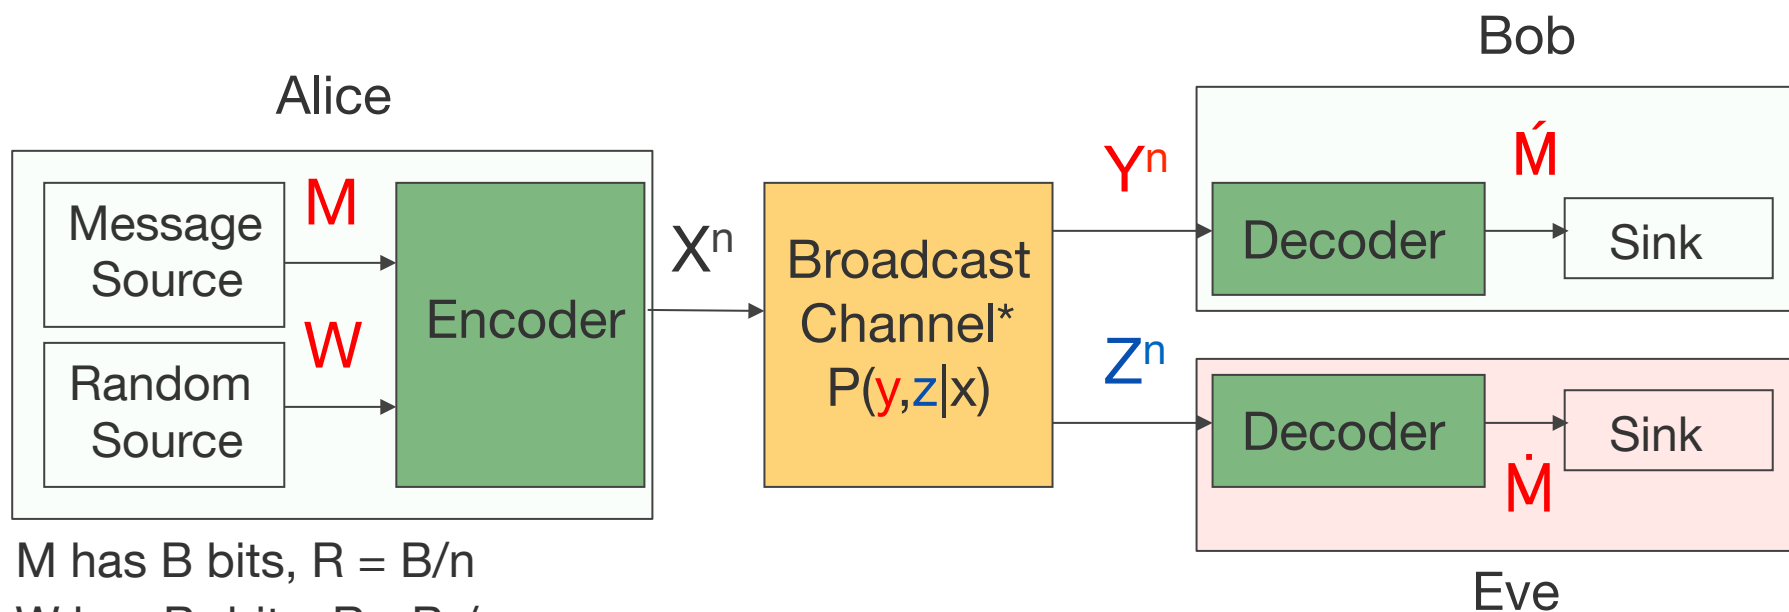 Alice
Message
Source
M
Random
Source
W
Encoder
Xⁿ
Broadcast
Channel*
P(y,z|x)
Yⁿ
Zⁿ
Bob
Decoder
Ḿ
Sink
Decoder
Ṁ
Sink
Eve
M has B bits, R = B/n